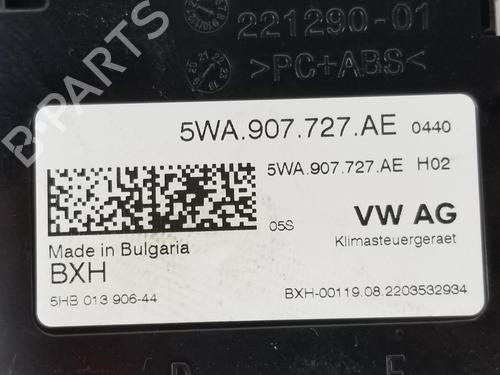 221290-01
>PC+ABS<
5WA.907.727.AE 0440
5WA.907.727.AE H02
05S VW AG
Made in Bulgaria
Klimasteuergeraet
BXH
5HB 013 906-44
BXH-00119.08.2203532934
B-PARTS